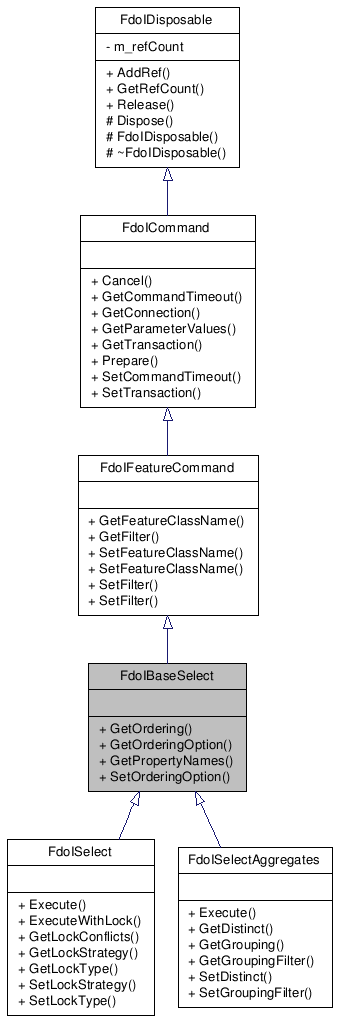 FdoIDisposable
- m_refCount
+ AddRef()
+ GetRefCount()
+ Release()
# Dispose()
# FdoIDisposable()
# ~FdoIDisposable()
FdoICommand
+ Cancel()
+ GetCommandTimeout()
+ GetConnection()
+ GetParameterValues()
+ GetTransaction()
+ Prepare()
+ SetCommandTimeout()
+ SetTransaction()
FdoIFeatureCommand
+ GetFeatureClassName()
+ GetFilter()
+ SetFeatureClassName()
+ SetFeatureClassName()
+ SetFilter()
+ SetFilter()
FdoIBaseSelect
+ GetOrdering()
+ GetOrderingOption()
+ GetPropertyNames()
+ SetOrderingOption()
FdoISelect
+ Execute()
+ ExecuteWithLock()
+ GetLockConflicts()
+ GetLockStrategy()
+ GetLockType()
+ SetLockStrategy()
+ SetLockType()
FdoISelectAggregates
+ Execute()
+ GetDistinct()
+ GetGrouping()
+ GetGroupingFilter()
+ SetDistinct()
+ SetGroupingFilter()